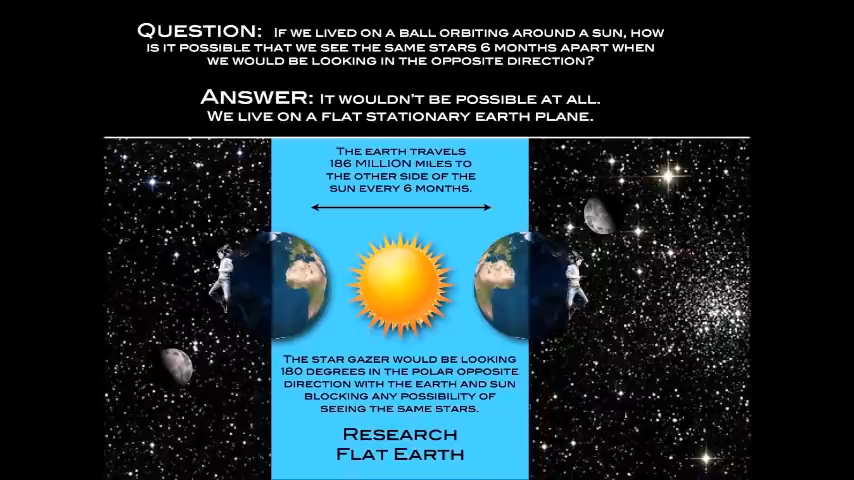 QUESTION: IF WE LIVED ON A BALL ORBITING AROUND A SUN, HOW
IS IT POSSIBLE THAT WE SEE THE SAME STARS 6 MONTHS APART WHEN
WE WOULD BE LOOKING IN THE OPPOSITE DIRECTION?
ANSWER: IT WOULDN'T BE POSSIBLE AT ALL.
WE LIVE ON A FLAT STATIONARY EARTH PLANE.
THE EARTH TRAVELS
186 MILLION MILES TO
THE OTHER SIDE OF THE
SUN EVERY 6 MONTHS.
THE STAR GAZER WOULD BE LOOKING
180 DEGREES IN THE POLAR OPPOSITE
DIRECTION WITH THE EARTH AND SUN
BLOCKING ANY POSSIBILITY OF
SEEING THE SAME STARS.
RESEARCH
FLAT EARTH